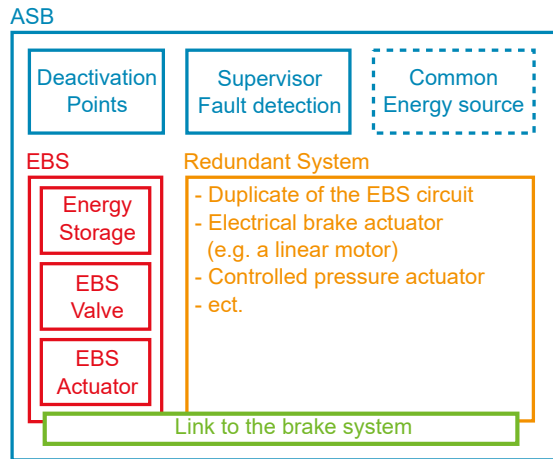 ASB
Deactivation
Points
Supervisor
Fault detection
Common
Energy source
EBS
Energy
Storage
EBS
Valve
EBS
Actuator
Redundant System
- Duplicate of the EBS circuit
- Electrical brake actuator
(e.g. a linear motor)
- Controlled pressure actuator
- ect.
Link to the brake system